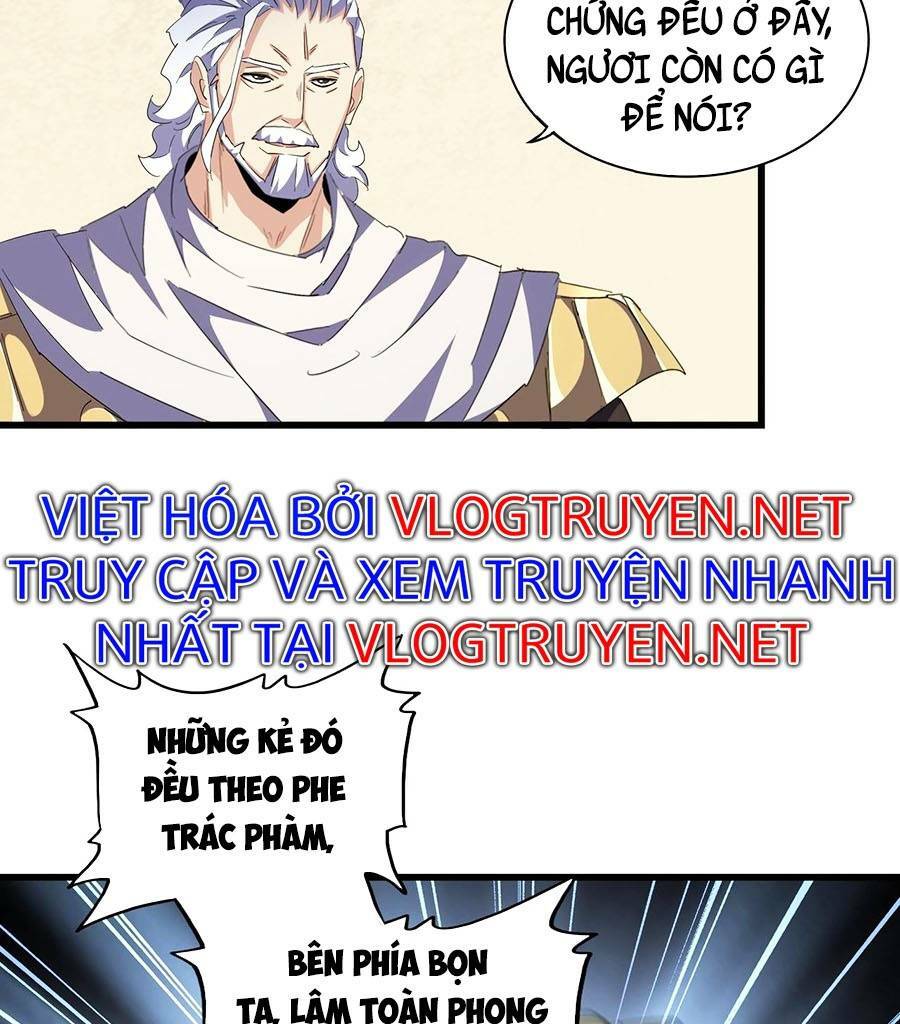 CHỨNG ĐỀU Ở ĐÂY,
NGƯƠI CÒN CÓ GÌ
ĐỂ NÓI?
VIỆT HÓA BỞI VLOGTRUYEN.NET
TRUY CẬP VÀ XEM TRUYỆN NHANH
NHẤT TẠI VLOGTRUYEN.NET
NHỮNG KẺ ĐÓ
ĐỀU THEO PHE
TRÁC PHÀM,
BÊN PHÍA BỌN
TA, LÂM TOÀN PHONG